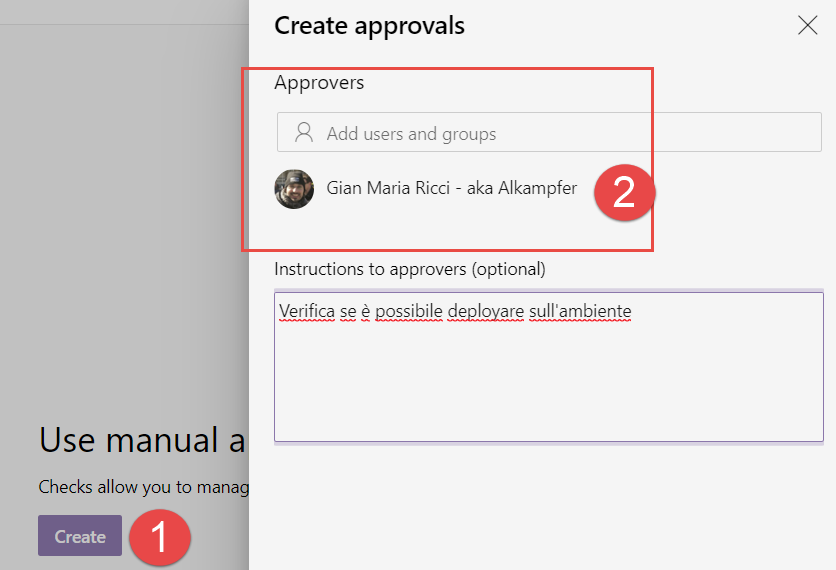 Create approvals
Approvers
Add users and groups
Gian Maria Ricci - aka Alkampfer
2
Instructions to approvers (optional)
Verifica se è possibile deployare sull'ambiente
Use manual a
Checks allow you to manag
Create
1